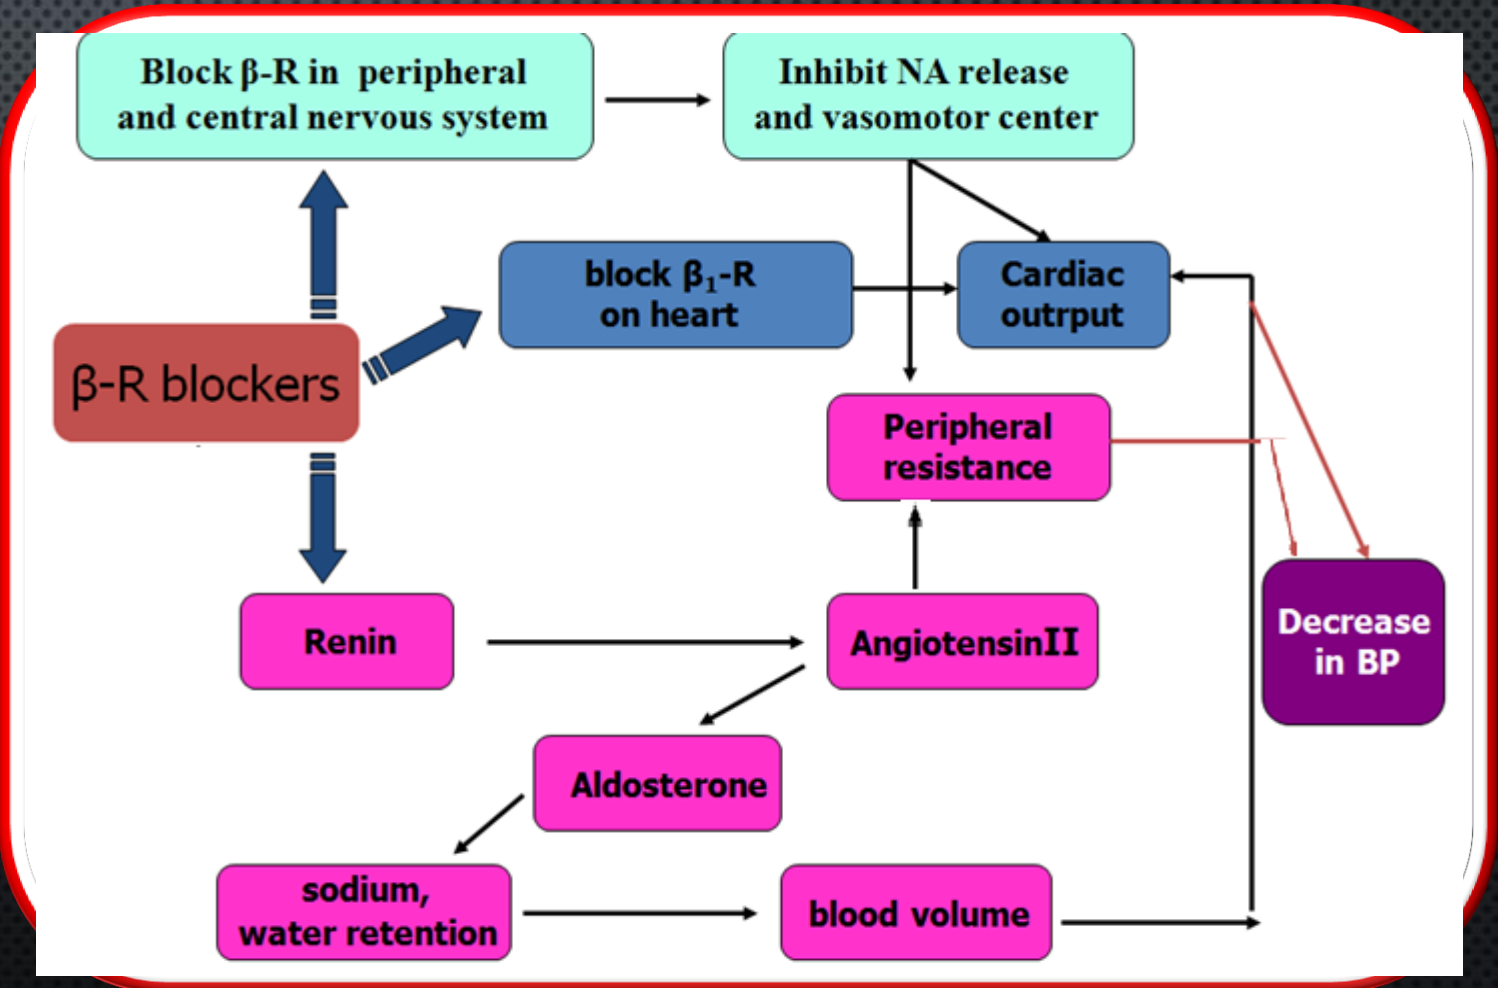 Block β-R in peripheral
and central nervous system
Inhibit NA release
and vasomotor center
block β₁-R
on heart
Cardiac
outrput
β-R blockers
Peripheral
resistance
Renin
AngiotensinII
Decrease
in BP
Aldosterone
sodium,
water retention
blood volume